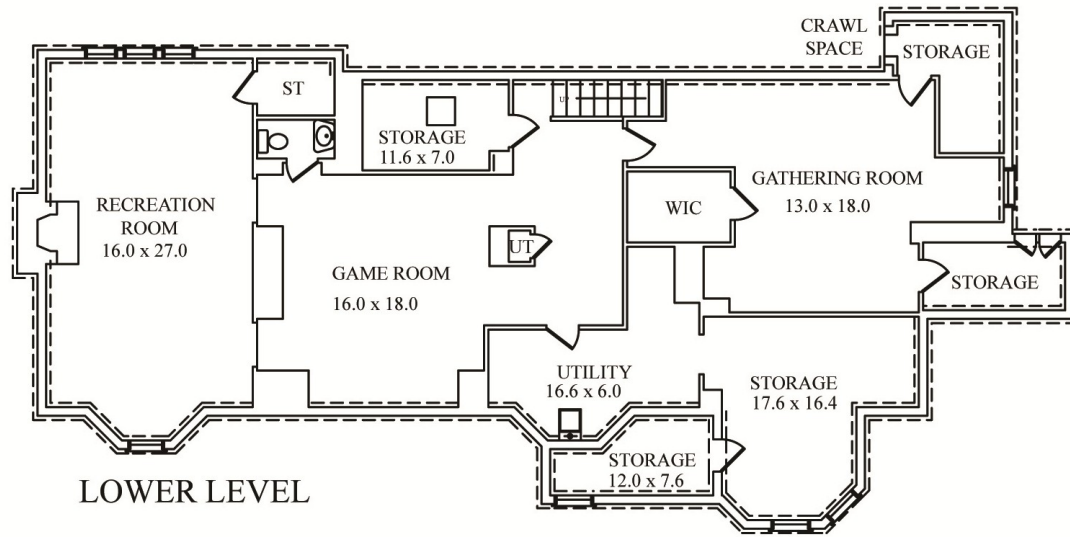 CRAWL
SPACE
STORAGE
ST
UP
STORAGE
11.6 x 7.0
GATHERING ROOM
13.0 x 18.0
WIC
RECREATION
ROOM
16.0 x 27.0
UT
GAME ROOM
16.0 x 18.0
STORAGE
UTILITY
16.6 x 6.0
STORAGE
17.6 x 16.4
STORAGE
12.0 x 7.6
LOWER LEVEL